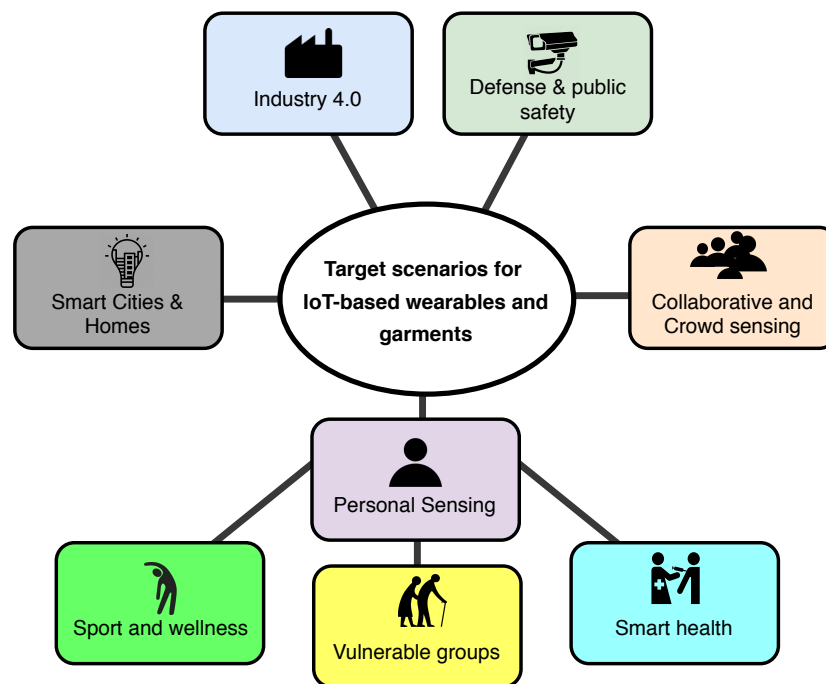 Industry 4.0
Defense & public
safety
Smart Cities &
Homes
Target scenarios for
IoT-based wearables and
garments
Collaborative and
Crowd sensing
Personal Sensing
Sport and wellness
Vulnerable groups
Smart health